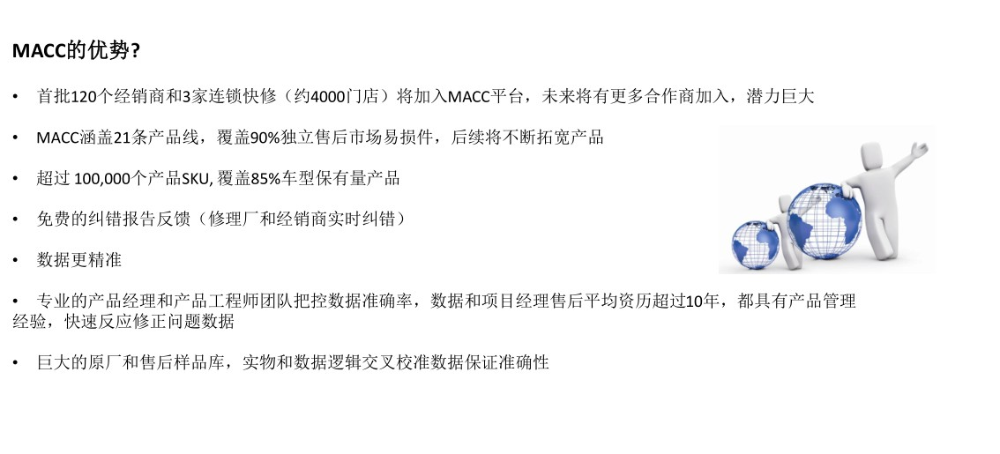 MACC的优势?
• 首批120个经销商和3家连锁快修（约4000门店）将加入MACC平台，未来将有更多合作商加入，潜力巨大
• MACC涵盖21条产品线，覆盖90%独立售后市场易损件，后续将不断拓宽产品
• 超过 100,000个产品SKU, 覆盖85%车型保有量产品
• 免费的纠错报告反馈（修理厂和经销商实时纠错）
• 数据更精准
• 专业的产品经理和产品工程师团队把控数据准确率，数据和项目经理售后平均资历超过10年，都具有产品管理
经验，快速反应修正问题数据
• 巨大的原厂和售后样品库，实物和数据逻辑交叉校准数据保证准确性